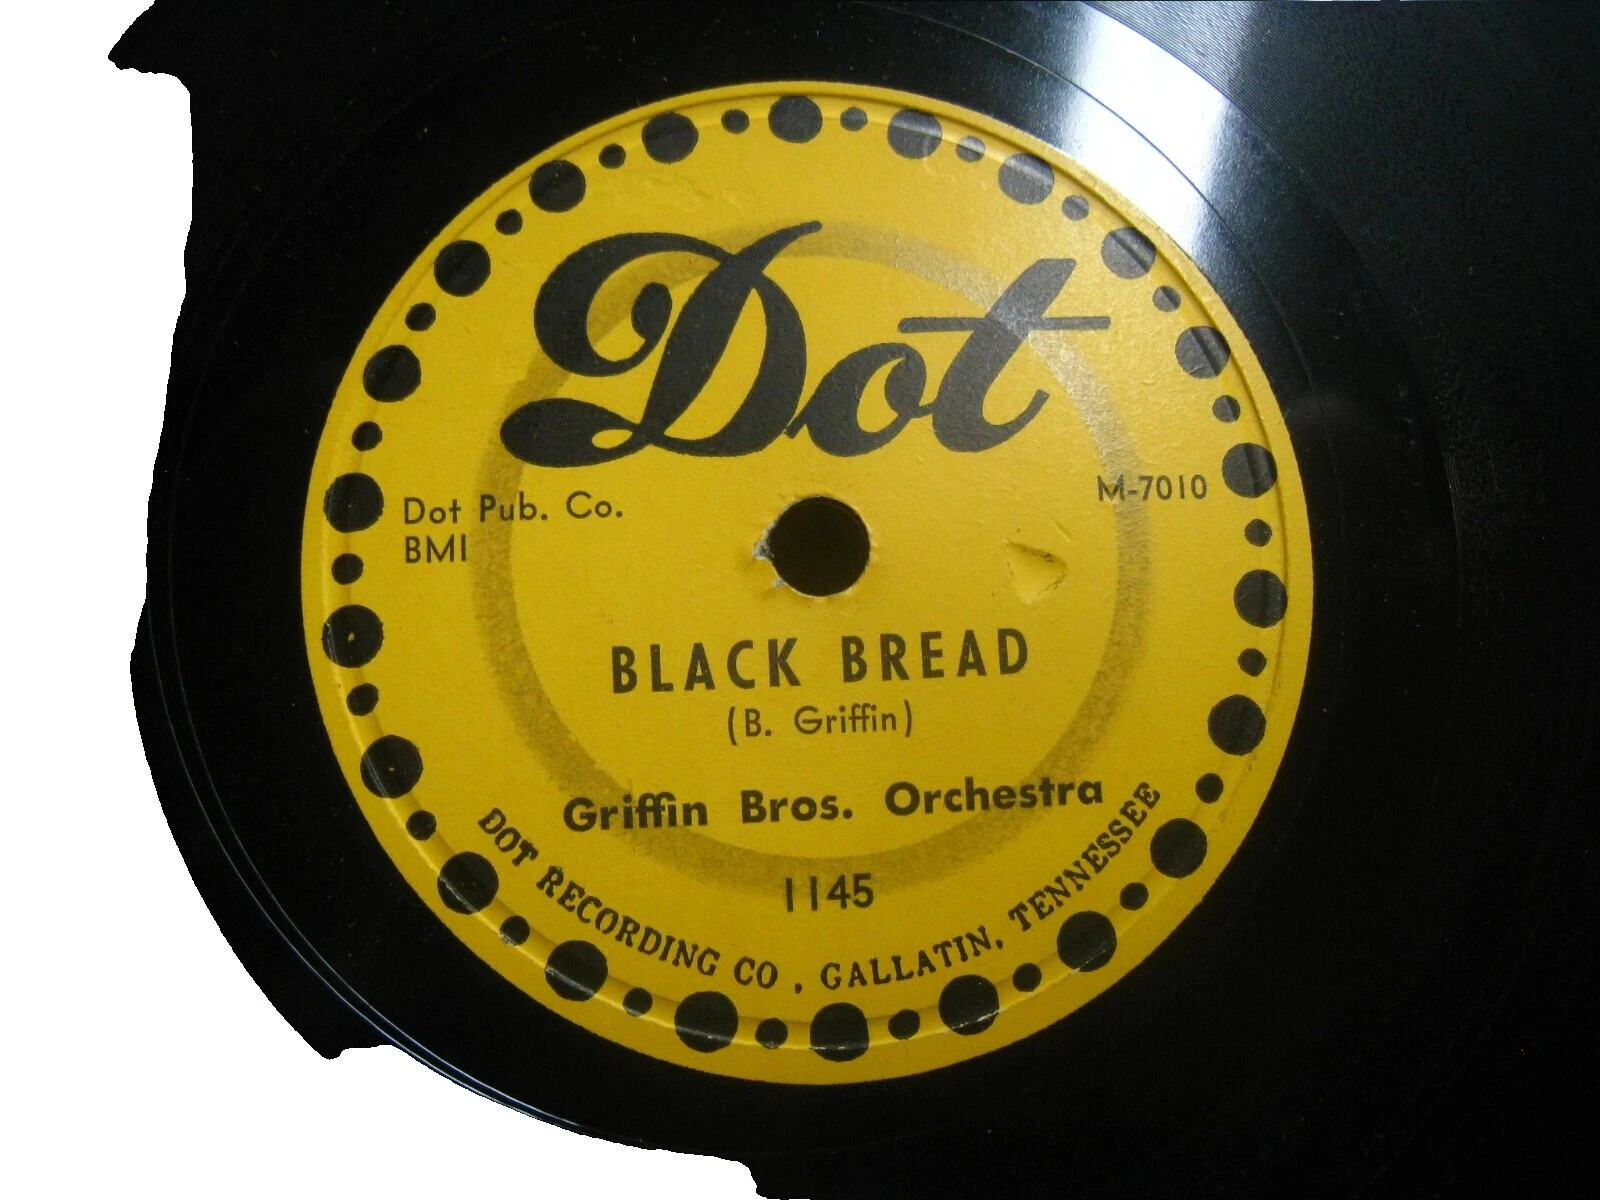 Dot
Dot Pub. Co.
BMI
M-7010
BLACK BREAD
(B. Griffin)
Griffin Bros. Orchestra
1145
DOT RECORDING CO , GALLATIN, TENNESSEE